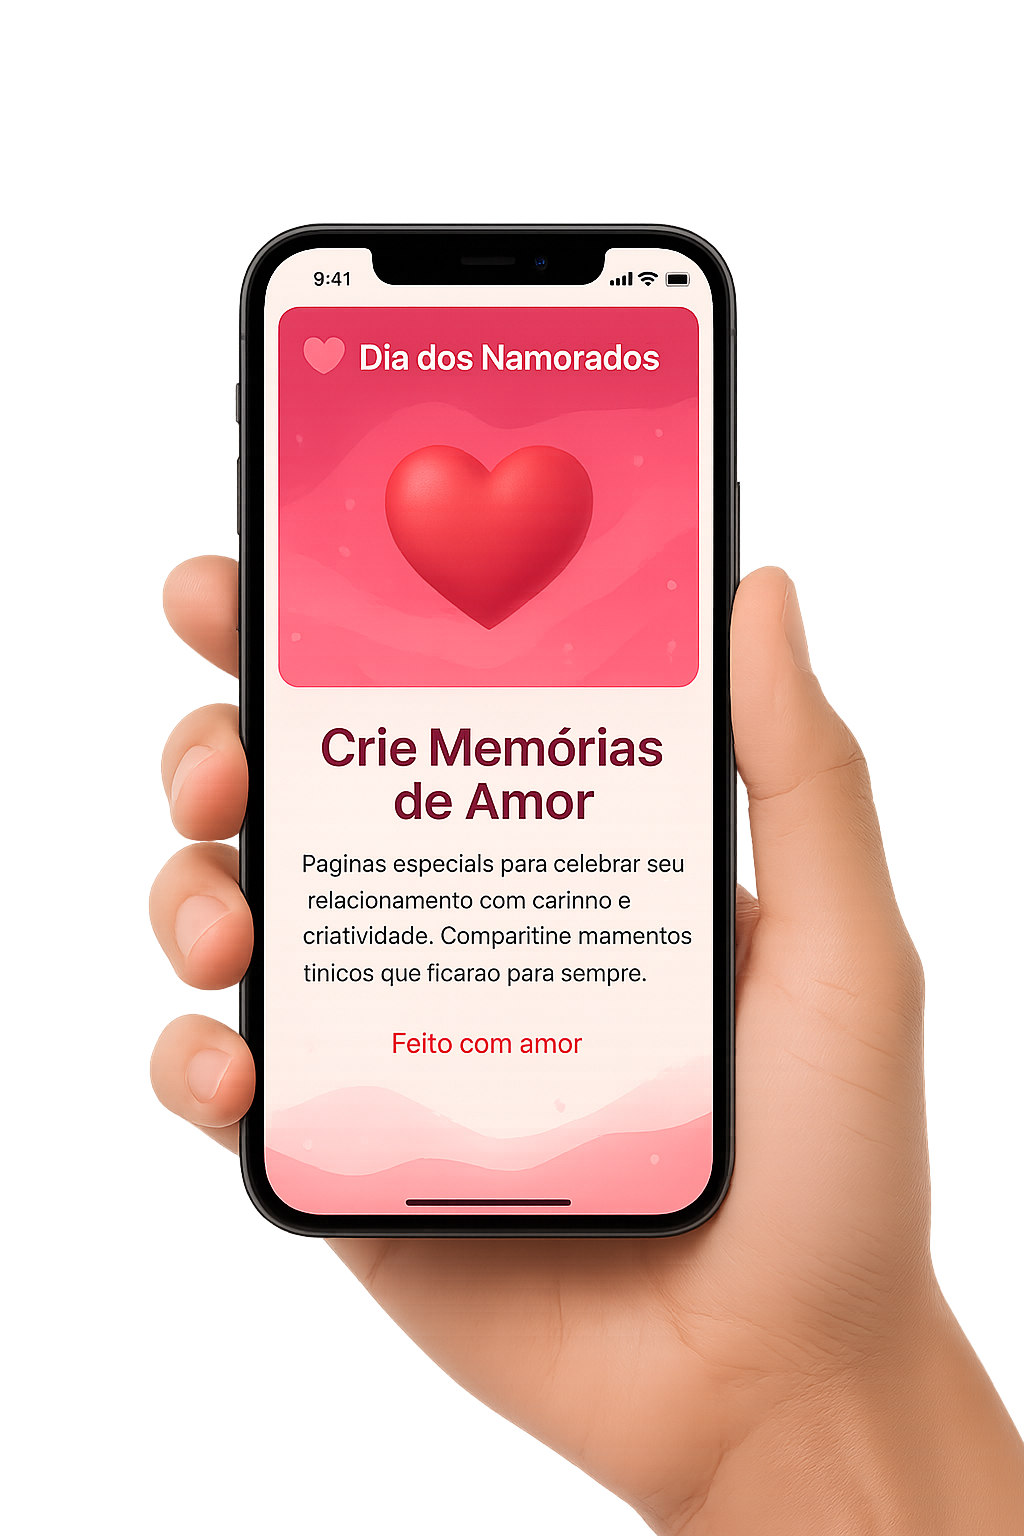 9:41
Dia dos Namorados
Crie Memórias
de Amor
Paginas especials para celebrar seu
relacionamento com carinno e
criatividade. Comparitine mamentos
tinicos que ficarao para sempre.
Feito com amor